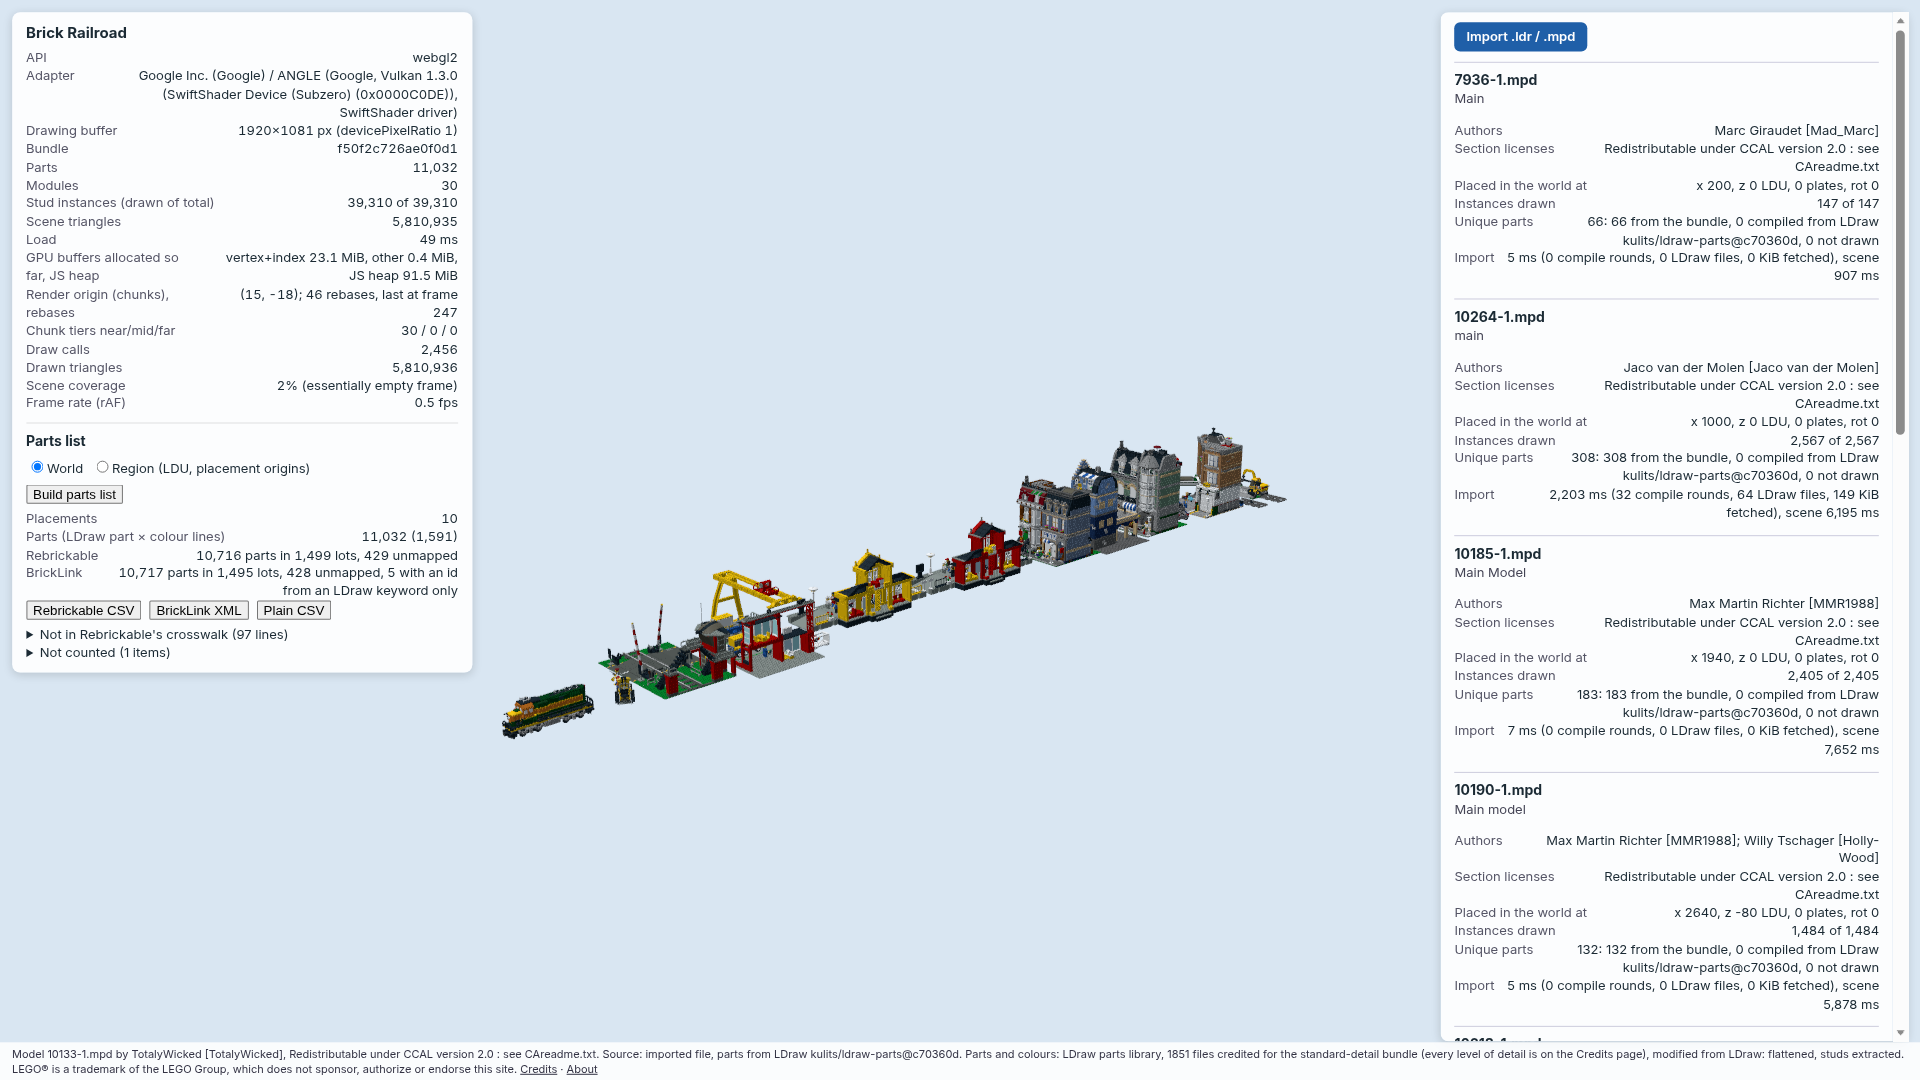 Brick Railroad
API webgl2
Adapter Google Inc. (Google) / ANGLE (Google, Vulkan 1.3.0
(SwiftShader Device (Subzero) (0x0000C0DE)),
SwiftShader driver)
Drawing buffer 1920×1081 px (devicePixelRatio 1)
Bundle f50f2c726ae0f0d1
Parts 11,032
Modules 30
Stud instances (drawn of total) 39,310 of 39,310
Scene triangles 5,810,935
Load 49 ms
GPU buffers allocated so vertex+index 23.1 MiB, other 0.4 MiB,
far, JS heap JS heap 91.5 MiB
Render origin (chunks), (15, -18); 46 rebases, last at frame
rebases 247
Chunk tiers near/mid/far 30 / 0 / 0
Draw calls 2,456
Drawn triangles 5,810,936
Scene coverage 2% (essentially empty frame)
Frame rate (rAF) 0.5 fps
Parts list
World Region (LDU, placement origins)
Build parts list
Placements 10
Parts (LDraw part × colour lines) 11,032 (1,591)
Rebrickable 10,716 parts in 1,499 lots, 429 unmapped
BrickLink 10,717 parts in 1,495 lots, 428 unmapped, 5 with an id
from an LDraw keyword only
Rebrickable CSV BrickLink XML Plain CSV
▶ Not in Rebrickable's crosswalk (97 lines)
▶ Not counted (1 items)
Import .ldr / .mpd
7936-1.mpd
Main
Authors Marc Giraudet [Mad_Marc]
Section licenses Redistributable under CCAL version 2.0 : see
CAreadme.txt
Placed in the world at x 200, z 0 LDU, 0 plates, rot 0
Instances drawn 147 of 147
Unique parts 66: 66 from the bundle, 0 compiled from LDraw
kulits/ldraw-parts@c70360d, 0 not drawn
Import 5 ms (0 compile rounds, 0 LDraw files, 0 KiB fetched), scene
907 ms
10264-1.mpd
main
Authors Jaco van der Molen [Jaco van der Molen]
Section licenses Redistributable under CCAL version 2.0 : see
CAreadme.txt
Placed in the world at x 1000, z 0 LDU, 0 plates, rot 0
Instances drawn 2,567 of 2,567
Unique parts 308: 308 from the bundle, 0 compiled from LDraw
kulits/ldraw-parts@c70360d, 0 not drawn
Import 2,203 ms (32 compile rounds, 64 LDraw files, 149 KiB
fetched), scene 6,195 ms
10185-1.mpd
Main Model
Authors Max Martin Richter [MMR1988]
Section licenses Redistributable under CCAL version 2.0 : see
CAreadme.txt
Placed in the world at x 1940, z 0 LDU, 0 plates, rot 0
Instances drawn 2,405 of 2,405
Unique parts 183: 183 from the bundle, 0 compiled from LDraw
kulits/ldraw-parts@c70360d, 0 not drawn
Import 7 ms (0 compile rounds, 0 LDraw files, 0 KiB fetched), scene
7,652 ms
10190-1.mpd
Main model
Authors Max Martin Richter [MMR1988]; Willy Tschager [Holly-
Wood]
Section licenses Redistributable under CCAL version 2.0 : see
CAreadme.txt
Placed in the world at x 2640, z -80 LDU, 0 plates, rot 0
Instances drawn 1,484 of 1,484
Unique parts 132: 132 from the bundle, 0 compiled from LDraw
kulits/ldraw-parts@c70360d, 0 not drawn
Import 5 ms (0 compile rounds, 0 LDraw files, 0 KiB fetched), scene
5,878 ms
Model 10133-1.mpd by TotalyWicked [TotalyWicked], Redistributable under CCAL version 2.0 : see CAreadme.txt. Source: imported file, parts from LDraw kulits/ldraw-parts@c70360d. Parts and colours: LDraw parts library, 1851 files credited for the standard-detail bundle (every level of detail is on the Credits page), modified from LDraw: flattened, studs extracted.
LEGO® is a trademark of the LEGO Group, which does not sponsor, authorize or endorse this site. Credits · About